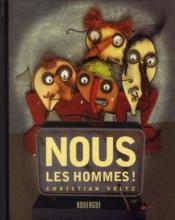 NOUS
LES HOMMES !
CHRISTIAN VOLTZ
ROUERGUE